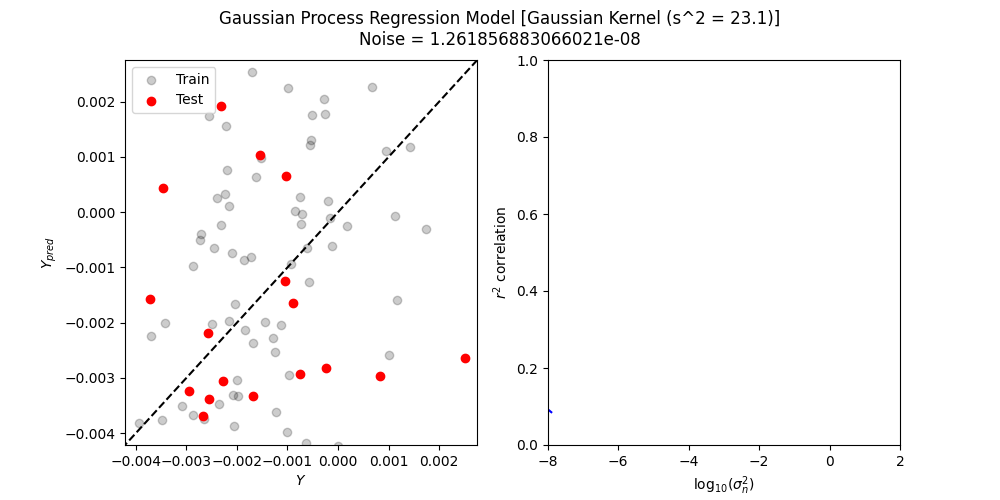 Gaussian Process Regression Model [Gaussian Kernel (s^2 = 23.1)]
Noise = 1.261856883066021e-08
Train
Test
0.002
0.001
0.000
−0.001
−0.002
−0.003
−0.004
Y_pred
−0.004 −0.003 −0.002 −0.001 0.000 0.001 0.002
Y
1.0
0.8
0.6
0.4
0.2
0.0
r² correlation
−8 −6 −4 −2 0 2
log₁₀(σₙ²)